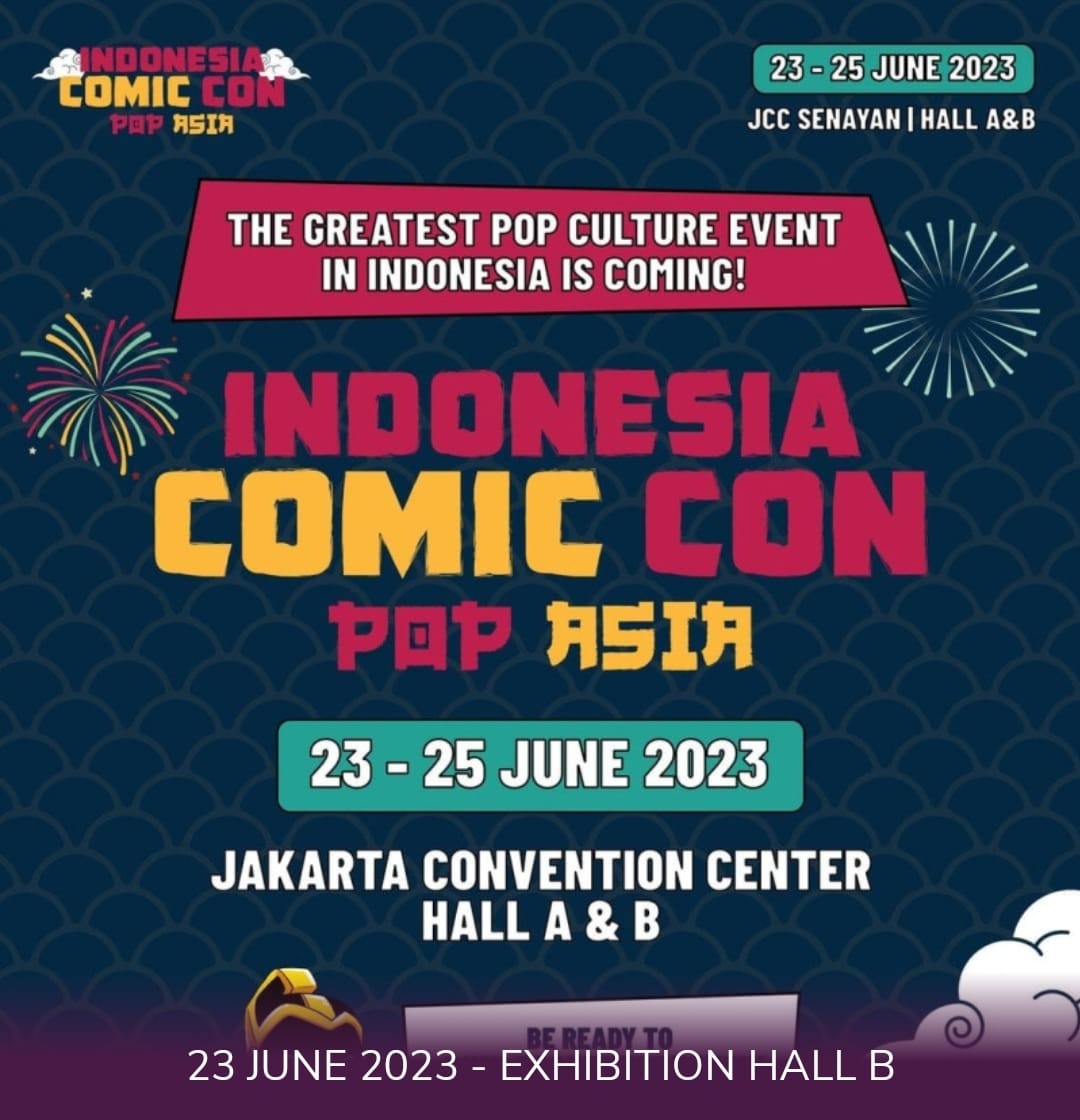 INDONESIA
COMIC CON
POP ASIA
23 - 25 JUNE 2023
JCC SENAYAN | HALL A&B
THE GREATEST POP CULTURE EVENT
IN INDONESIA IS COMING!
INDONESIA
COMIC CON
POP ASIA
23 - 25 JUNE 2023
JAKARTA CONVENTION CENTER
HALL A & B
BE READY TO
23 JUNE 2023 - EXHIBITION HALL B